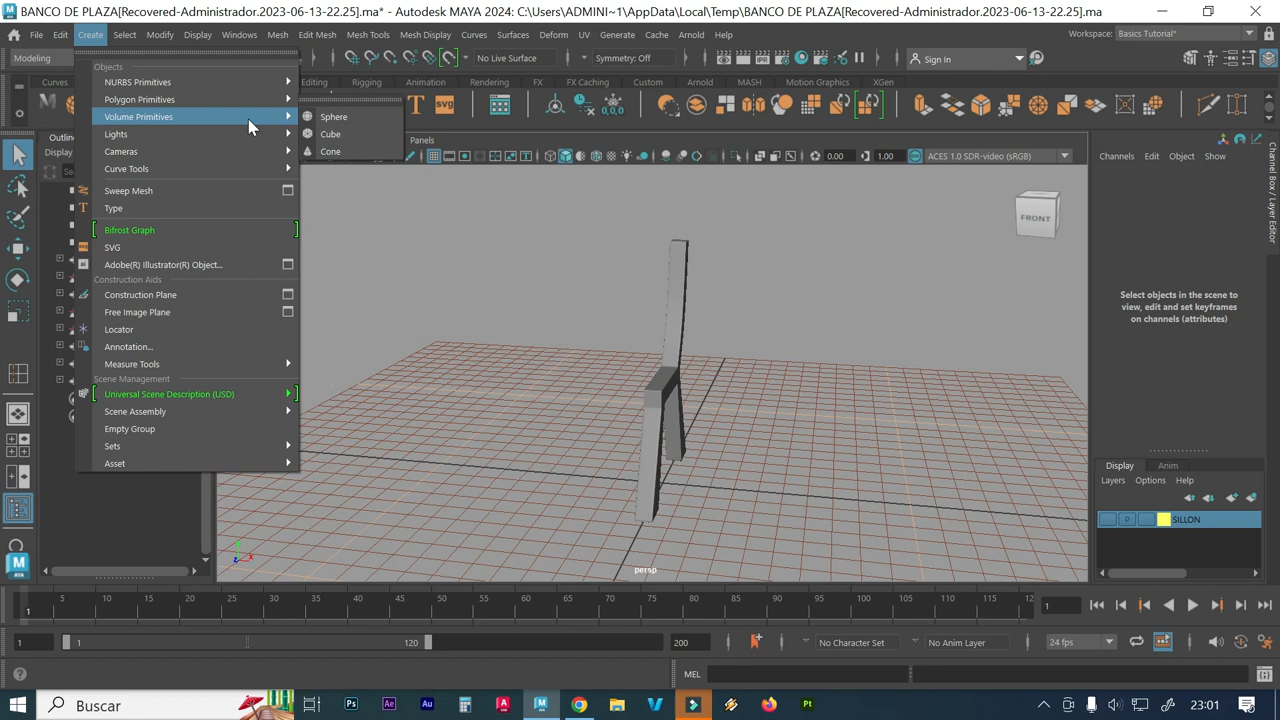 BANCO DE PLAZA[Recovered-Administrador.2023-06-13-22.25].ma* - Autodesk MAYA 2024: C:\Users\ADMINI~1\AppData\Local\Temp\BANCO DE PLAZA[Recovered-Administrador.2023-06-13-22.25].ma
File Edit Create Select Modify Display Windows Mesh Edit Mesh Mesh Tools Mesh Display Curves Surfaces Deform UV Generate Cache Arnold Help
Workspace: Basics Tutorial*
Modeling
No Live Surface
Symmetry: Off
Sign In
Curves
Editing Rigging Animation Rendering FX FX Caching Custom Arnold MASH Motion Graphics XGen
Objects
NURBS Primitives
Polygon Primitives
Volume Primitives
Lights
Cameras
Curve Tools
Sweep Mesh
Type
Bifrost Graph
SVG
Adobe(R) Illustrator(R) Object...
Construction Aids
Construction Plane
Free Image Plane
Locator
Annotation...
Measure Tools
Scene Management
Universal Scene Description (USD)
Scene Assembly
Empty Group
Sets
Asset
Sphere
Cube
Cone
Display
Panels
0.00
1.00
ACES 1.0 SDR-video (sRGB)
FRONT
persp
Channels Edit Object Show
Channel Box / Layer Editor
Select objects in the scene to
view, edit and set keyframes
on channels (attributes)
Display Anim
Layers Options Help
P
SILLON
1
5 10 15 20 25 30 35 40 45 50 55 60 65 70 75 80 85 90 95 100 105 110 115 12
1
1
1
120
200
No Character Set
No Anim Layer
24 fps
MEL
Buscar
23:01